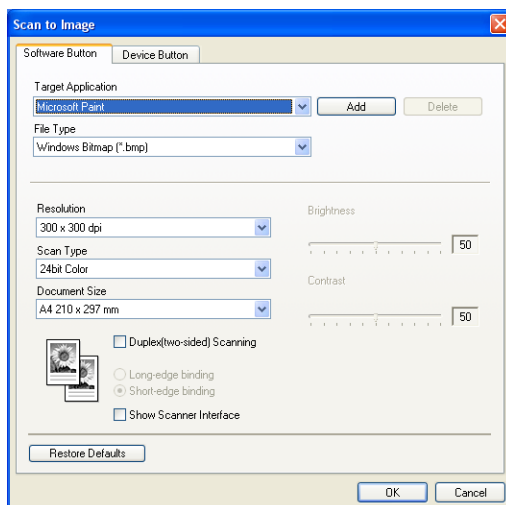 Scan to Image
Software Button
Device Button
Target Application
Microsoft Paint
Add
Delete
File Type
Windows Bitmap (*.bmp)
Resolution
300 x 300 dpi
Scan Type
24bit Color
Document Size
A4 210 x 297 mm
Brightness
50
Contrast
50
Duplex(two-sided) Scanning
Long-edge binding
Short-edge binding
Show Scanner Interface
Restore Defaults
OK
Cancel